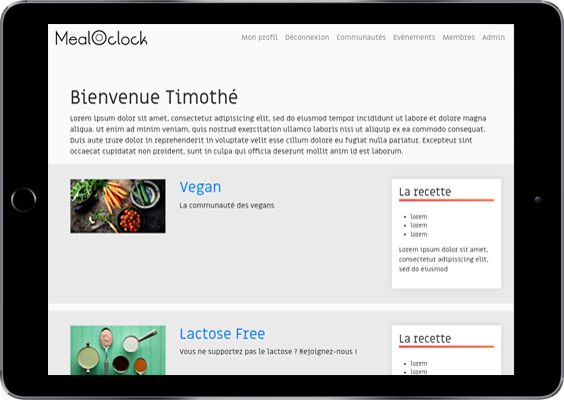 MealOclock
Mon profil Déconnexion Communautés Evénements Membres Admin
Bienvenue Timothé
Lorem ipsum dolor sit amet, consectetur adipisicing elit, sed do eiusmod tempor incididunt ut labore et dolore magna
aliqua. Ut enim ad minim veniam, quis nostrud exercitation ullamco laboris nisi ut aliquip ex ea commodo consequat.
Duis aute irure dolor in reprehenderit in voluptate velit esse cillum dolore eu fugiat nulla pariatur. Excepteur sint
occaecat cupidatat non proident, sunt in culpa qui officia deserunt mollit anim id est laborum.
Vegan
La communauté des vegans
La recette
lorem
lorem
lorem
Lorem ipsum dolor sit amet,
consectetur adipisicing elit,
sed do eiusmod
Lactose Free
Vous ne supportez pas le lactose ? Rejoignez-nous !
La recette
lorem
lorem